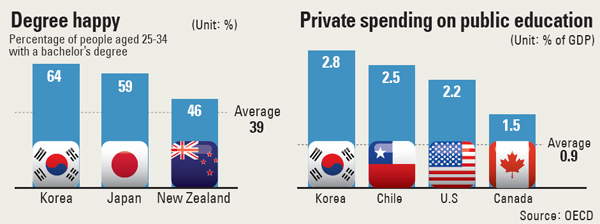 Degree happy
(Unit: %)
Percentage of people aged 25-34
with a bachelor's degree
64
59
46
Average
39
Korea
Japan
New Zealand
Private spending on public education
(Unit: % of GDP)
2.8
2.5
2.2
1.5
Average
0.9
Korea
Chile
U.S
Canada
Source: OECD